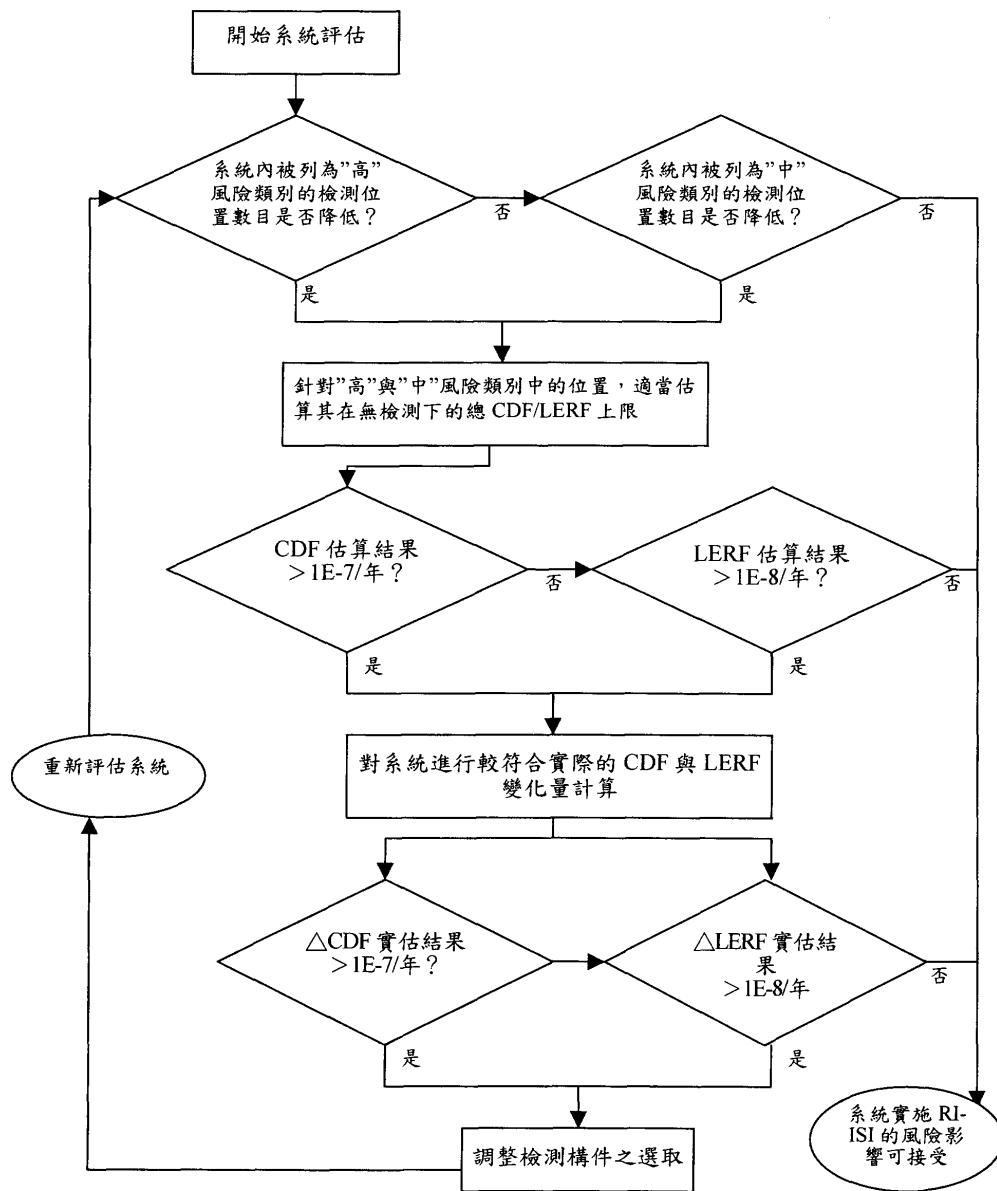 開始系統評估
系統內被列為”高”
風險類別的檢測位
置數目是否降低？
否
系統內被列為”中”
風險類別的檢測位
置數目是否降低？
否
是
是
針對”高”與”中”風險類別中的位置，適當估
算其在無檢測下的總 CDF/LERF 上限
CDF 估算結果
＞1E-7/年？
否
LERF 估算結果
＞1E-8/年？
否
是
是
對系統進行較符合實際的 CDF 與 LERF
變化量計算
重新評估系統
△CDF 實估結果
＞1E-7/年？
△LERF 實估結
果
＞1E-8/年
否
是
是
調整檢測構件之選取
系統實施 RI-
ISI 的風險影
響可接受